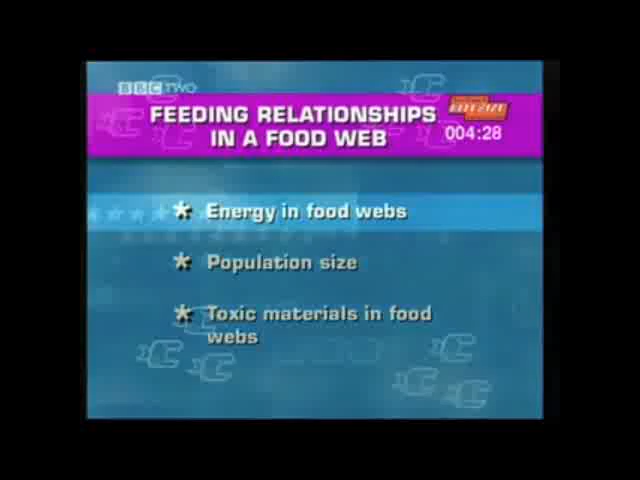 BBC TWO
FEEDING RELATIONSHIPS
IN A FOOD WEB
BITESIZE
004:28
* Energy in food webs
* Population size
* Toxic materials in food
webs